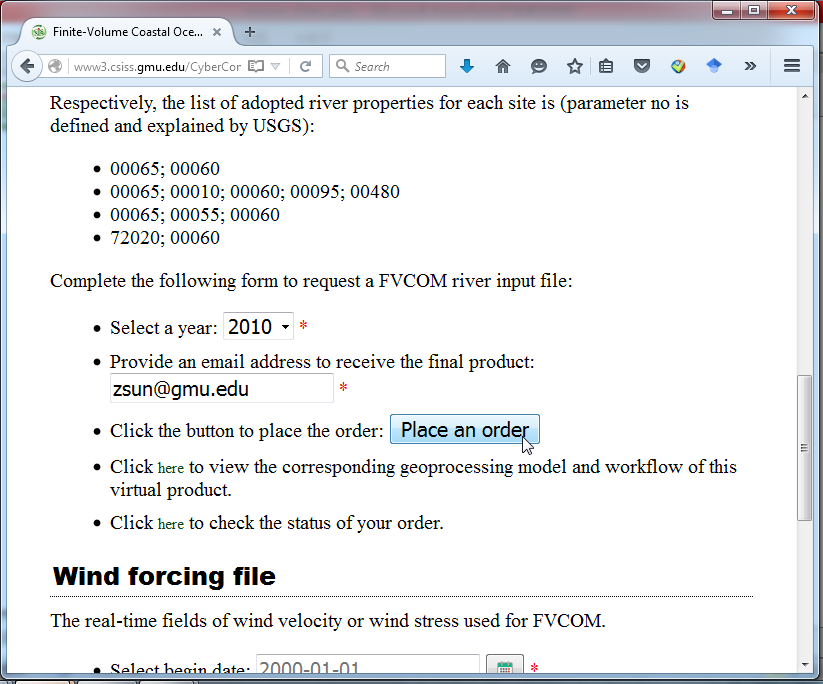 Finite-Volume Coastal Oce...
www3.csiss.gmu.edu/CyberCor
Search
Respectively, the list of adopted river properties for each site is (parameter no is
defined and explained by USGS):
00065; 00060
00065; 00010; 00060; 00095; 00480
00065; 00055; 00060
72020; 00060
Complete the following form to request a FVCOM river input file:
Select a year: 2010 *
Provide an email address to receive the final product:
zsun@gmu.edu *
Click the button to place the order: Place an order
Click here to view the corresponding geoprocessing model and workflow of this
virtual product.
Click here to check the status of your order.
Wind forcing file
The real-time fields of wind velocity or wind stress used for FVCOM.
Select begin date: 2000-01-01 *